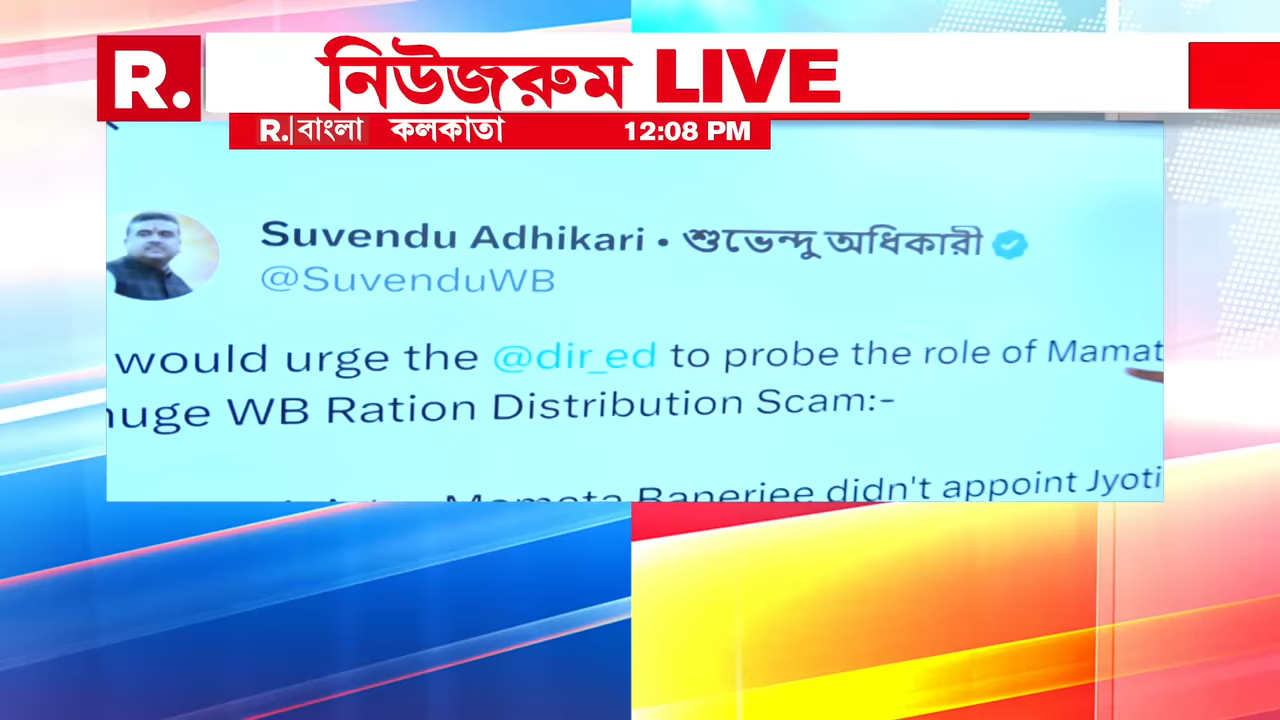 R. নিউজরুম LIVE
R. বাংলা কলকাতা 12:08 PM
Suvendu Adhikari • শুভেন্দু অধিকারী
@SuvenduWB
would urge the @dir_ed to probe the role of Mamat
huge WB Ration Distribution Scam:-
Mamata Banerjee didn't appoint Jyoti